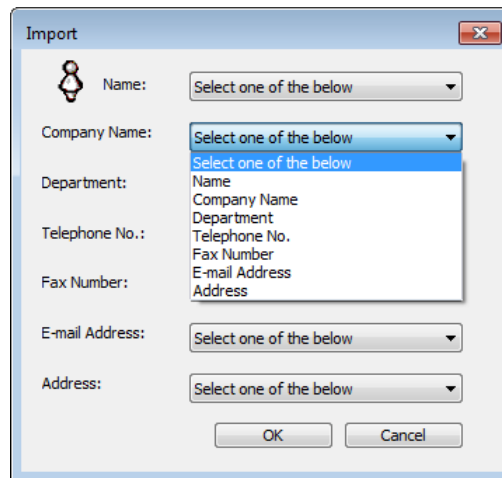 Import
Name: Select one of the below
Company Name: Select one of the below
Select one of the below
Name
Company Name
Department: Department
Telephone No.
Telephone No.: Fax Number
E-mail Address
Address
Fax Number:
E-mail Address: Select one of the below
Address: Select one of the below
OK Cancel